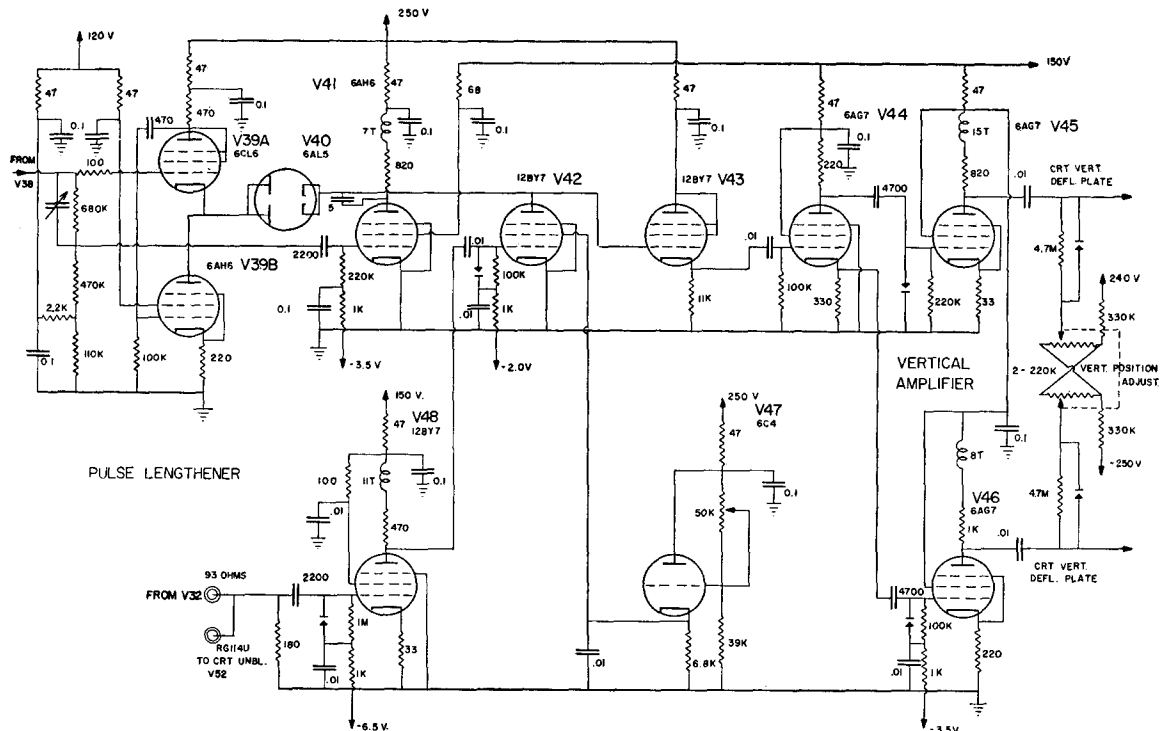 250 V
120 V
150V
47
47
47
V41
6AH6
47
68
47
47
V44
6AG7
47
6AG7
V45
0.1
0.1
470
470
V39A
6CL6
V40
6AL5
7T
0.1
0.1
0.1
0.1
220
15T
FROM
V38
100
820
12BY7
V42
12BY7
V43
4700
820
.01
CRT VERT.
DEFL. PLATE
680K
5
6AH6
V39B
2200
.01
.01
4.7M
470K
220K
100K
100K
330
220K
33
240 V
2.2K
0.1
1K
.01
1K
11K
330K
0.1
110K
100K
220
-3.5V
-2.0V
VERTICAL
AMPLIFIER
2-220K
VERT. POSITION
ADJUST.
150 V.
V48
12BY7
250 V
V47
6C4
330K
47
47
0.1
-250V
PULSE LENGTHENER
100
11T
0.1
0.1
8T
.01
470
50K
V46
6AG7
4.7M
1K
.01
93 OHMS
FROM V32
2200
4700
CRT VERT.
DEFL. PLATE
RG114U
TO CRT UNBL.
V52
180
1M
33
.01
39K
6.8K
100K
220
.01
1K
.01
1K
-6.5 V.
-3.5V